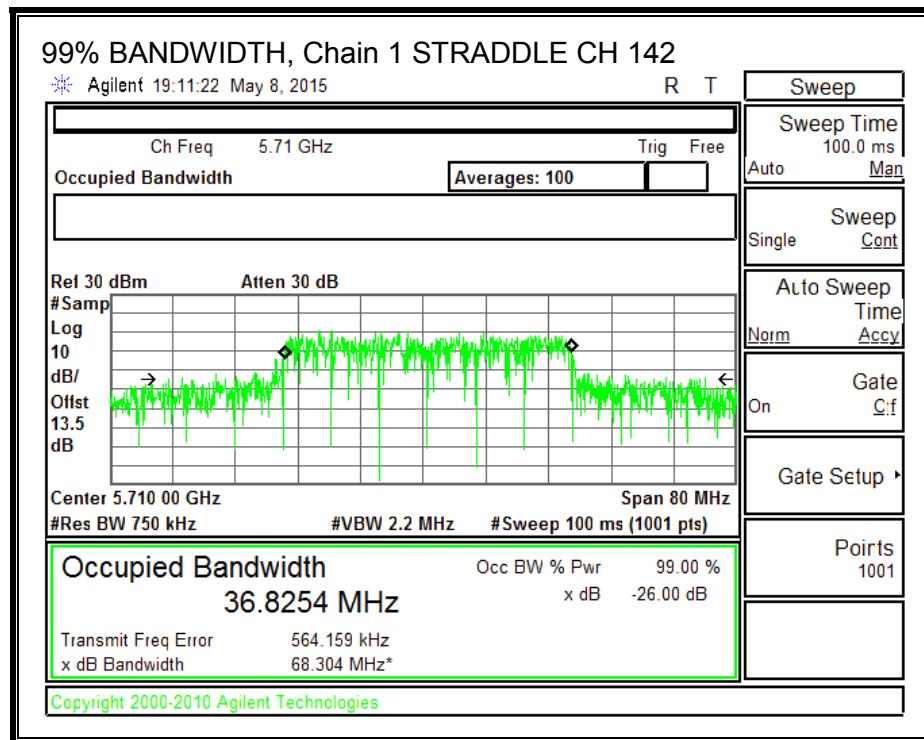 99% BANDWIDTH, Chain 1 STRADDLE CH 142
Agilent 19:11:22 May 8, 2015 R T
Ch Freq 5.71 GHz Trig Free
Occupied Bandwidth Averages: 100
Ref 30 dBm Atten 30 dB
#Samp
Log
10
dB/
Offst
13.5
dB
Center 5.710 00 GHz Span 80 MHz
#Res BW 750 kHz #VBW 2.2 MHz #Sweep 100 ms (1001 pts)
Occupied Bandwidth Occ BW % Pwr 99.00 %
36.8254 MHz x dB -26.00 dB
Transmit Freq Error 564.159 kHz
x dB Bandwidth 68.304 MHz*
Copyright 2000-2010 Agilent Technologies
Sweep
Sweep Time
100.0 ms
Auto Man
Sweep
Single Cont
Auto Sweep
Time
Norm Accy
Gate
On Off
Gate Setup
Points
1001